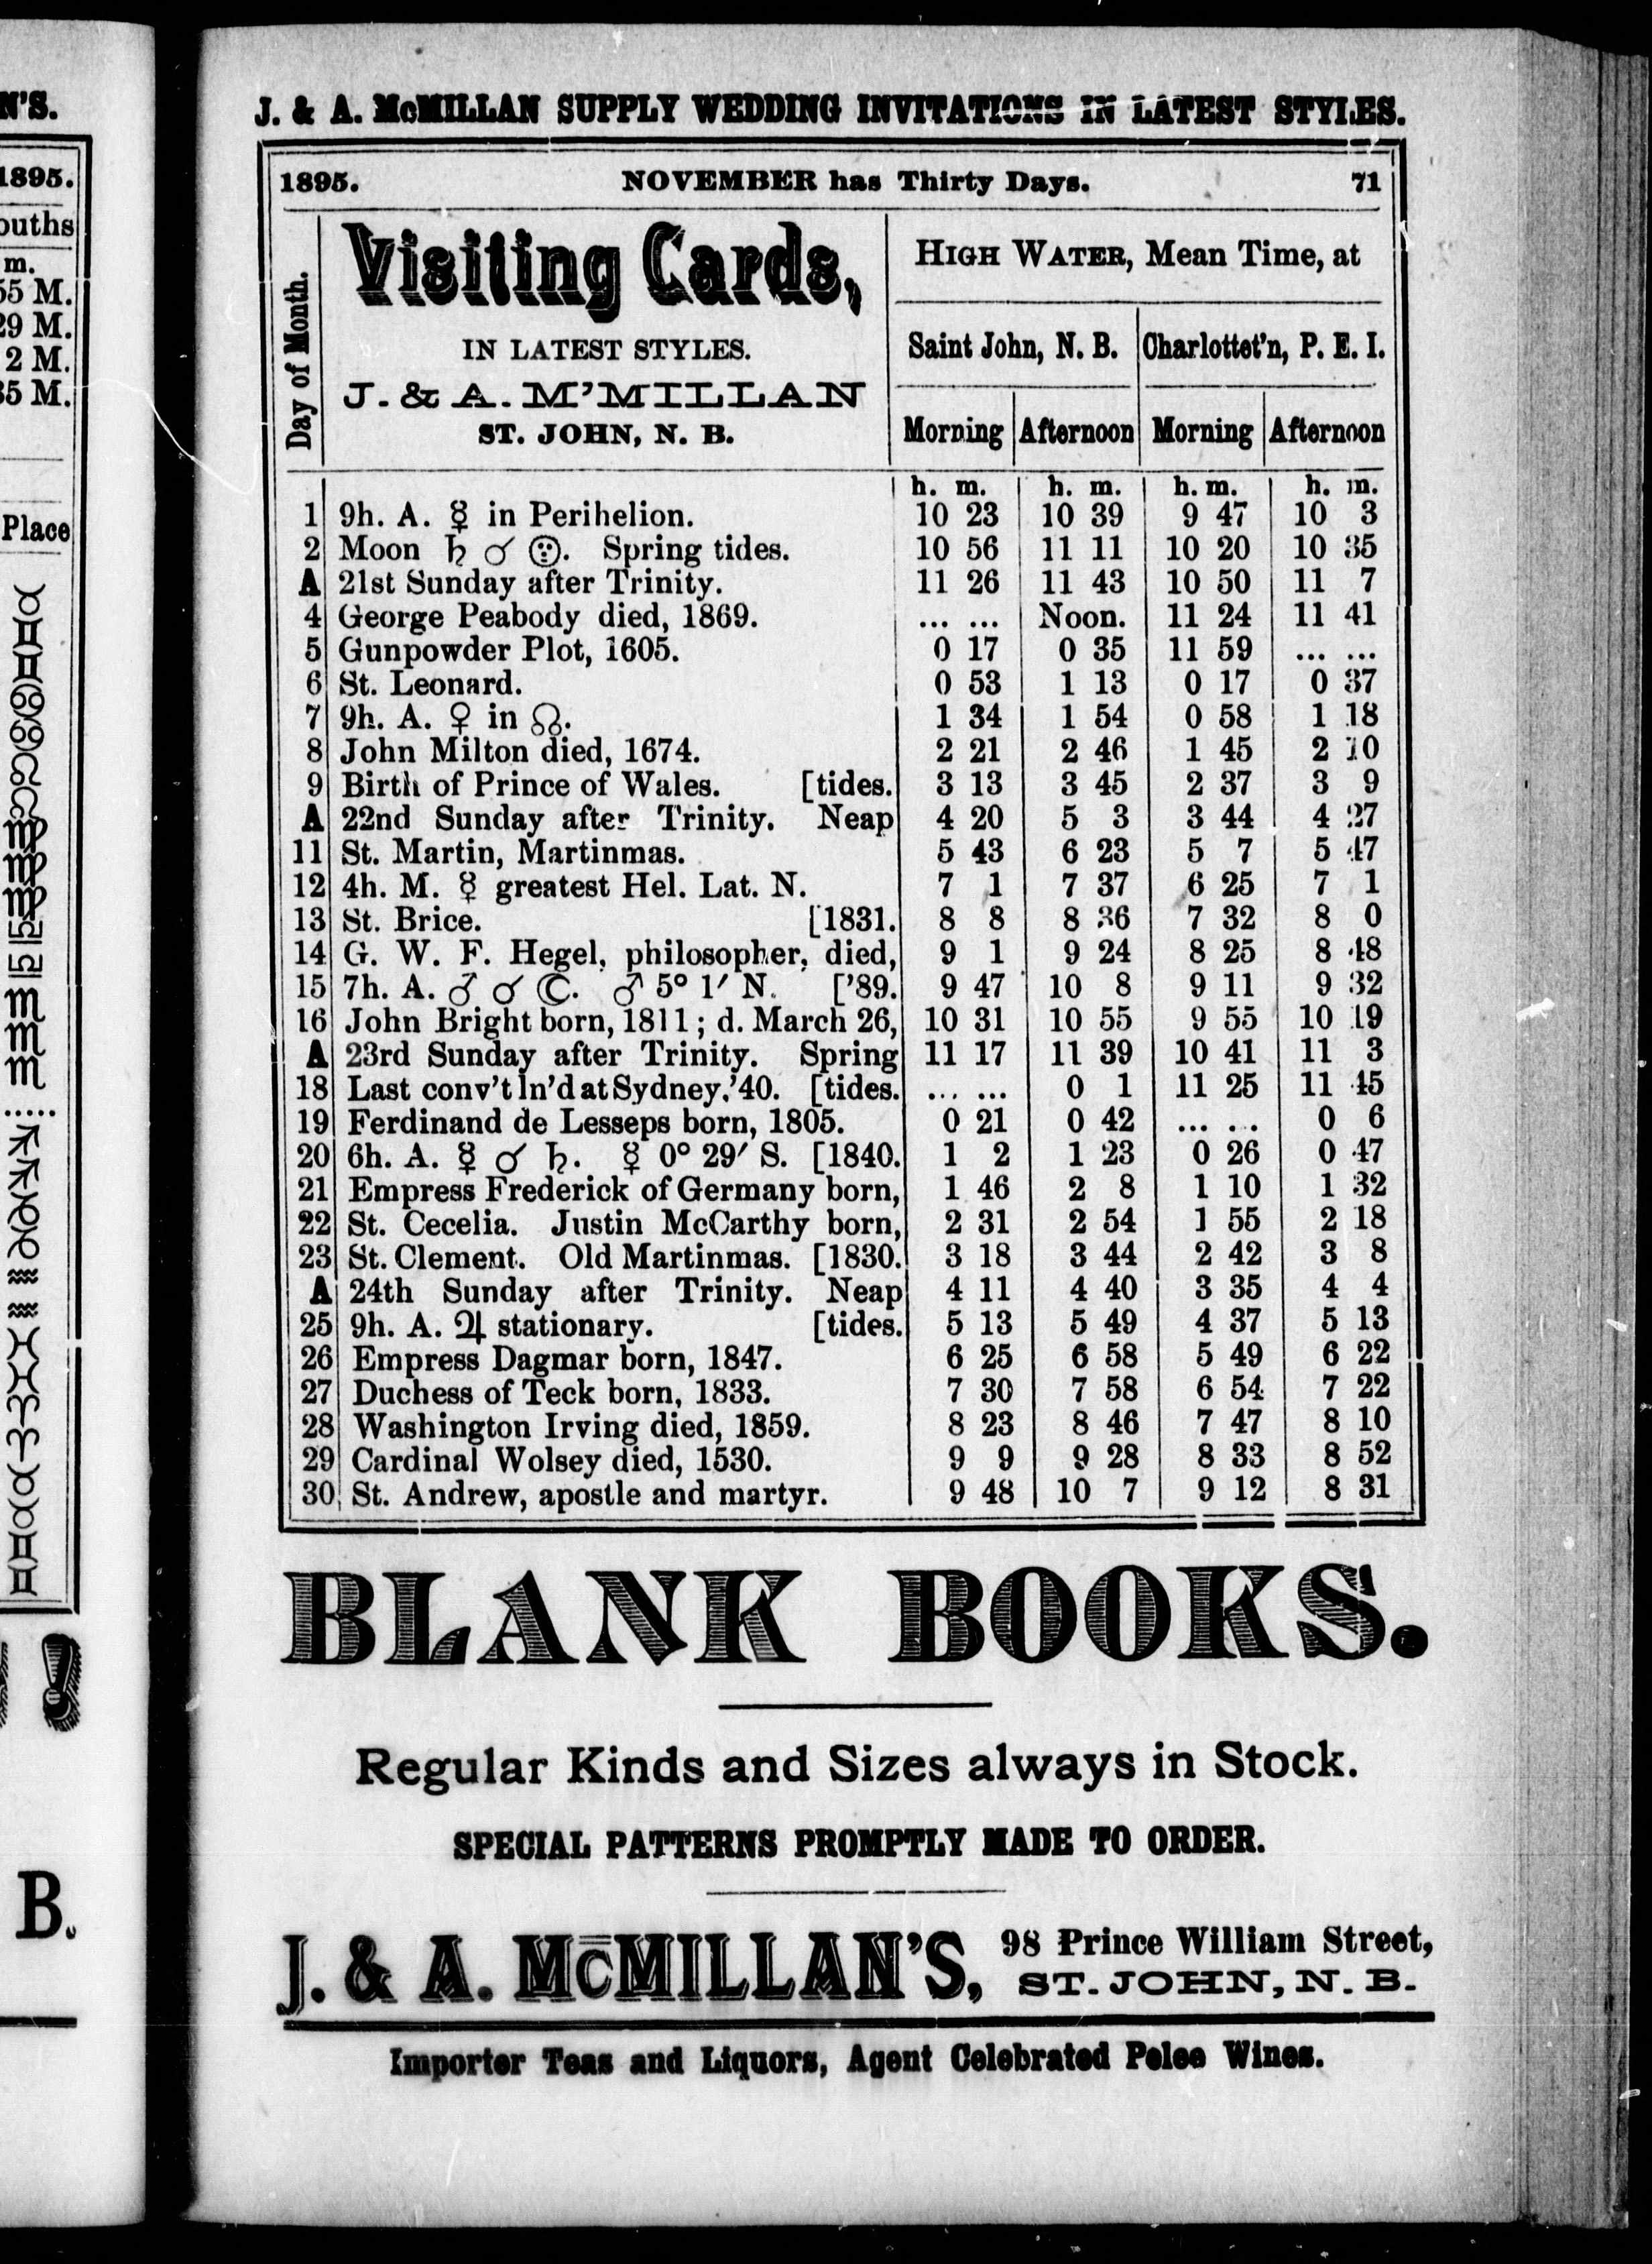 N'S.
1895.
ouths
m.
55 M.
29 M.
2 M.
35 M.
Place
♉
♊
♊
♋
♋
♌
♌
♍
♍
♍
♎
♎
♏
♏
♏
......
♐
♐
♑
♑
♒
♒
♓
♓
♈
♈
♉
♉
♊
♊
!
B.
J. & A. McMILLAN SUPPLY WEDDING INVITATIONS IN LATEST STYLES.
1895. NOVEMBER has Thirty Days. 71
Day of Month.
Visiting Cards,
IN LATEST STYLES.
J. & A. M'MILLAN
ST. JOHN, N. B.
HIGH WATER, Mean Time, at
Saint John, N. B. Charlottet'n, P. E. I.
Morning Afternoon Morning Afternoon
h. m. h. m. h. m. h. m.
1 9h. A. ☿ in Perihelion. 10 23 10 39 9 47 10 3
2 Moon ♄ ☌ ☉. Spring tides. 10 56 11 11 10 20 10 35
A 21st Sunday after Trinity. 11 26 11 43 10 50 11 7
4 George Peabody died, 1869. ... ... Noon. 11 24 11 41
5 Gunpowder Plot, 1605. 0 17 0 35 11 59 ... ...
6 St. Leonard. 0 53 1 13 0 17 0 37
7 9h. A. ♀ in ☊. 1 34 1 54 0 58 1 18
8 John Milton died, 1674. 2 21 2 46 1 45 2 10
9 Birth of Prince of Wales. [tides. 3 13 3 45 2 37 3 9
A 22nd Sunday after Trinity. Neap 4 20 5 3 3 44 4 27
11 St. Martin, Martinmas. 5 43 6 23 5 7 5 47
12 4h. M. ☿ greatest Hel. Lat. N. 7 1 7 37 6 25 7 1
13 St. Brice. [1831. 8 8 8 36 7 32 8 0
14 G. W. F. Hegel, philosopher, died, 9 1 9 24 8 25 8 48
15 7h. A. ♂ ☌ ☾. ♂ 5° 1′ N. ['89. 9 47 10 8 9 11 9 32
16 John Bright born, 1811; d. March 26, 10 31 10 55 9 55 10 19
A 23rd Sunday after Trinity. Spring 11 17 11 39 10 41 11 3
18 Last conv't ln'd at Sydney, '40. [tides. ... ... 0 1 11 25 11 45
19 Ferdinand de Lesseps born, 1805. 0 21 0 42 ... ... 0 6
20 6h. A. ☿ ☌ ♄. ☿ 0° 29′ S. [1840. 1 2 1 23 0 26 0 47
21 Empress Frederick of Germany born, 1 46 2 8 1 10 1 32
22 St. Cecelia. Justin McCarthy born, 2 31 2 54 1 55 2 18
23 St. Clement. Old Martinmas. [1830. 3 18 3 44 2 42 3 8
A 24th Sunday after Trinity. Neap 4 11 4 40 3 35 4 4
25 9h. A. ♃ stationary. [tides. 5 13 5 49 4 37 5 13
26 Empress Dagmar born, 1847. 6 25 6 58 5 49 6 22
27 Duchess of Teck born, 1833. 7 30 7 58 6 54 7 22
28 Washington Irving died, 1859. 8 23 8 46 7 47 8 10
29 Cardinal Wolsey died, 1530. 9 9 9 28 8 33 8 52
30 St. Andrew, apostle and martyr. 9 48 10 7 9 12 8 31
BLANK BOOKS.
Regular Kinds and Sizes always in Stock.
SPECIAL PATTERNS PROMPTLY MADE TO ORDER.
J. & A. McMILLAN'S, 98 Prince William Street,
ST. JOHN, N. B.
Importer Teas and Liquors, Agent Celebrated Pelee Wines.